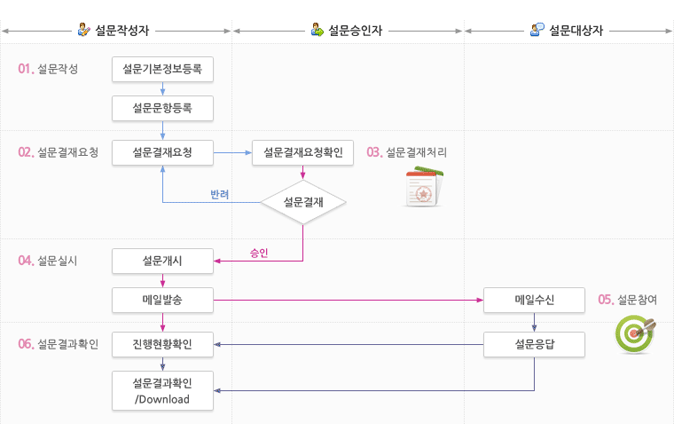 설문작성자
설문승인자
설문대상자
01. 설문작성
설문기본정보등록
설문문항등록
02. 설문결재요청
설문결재요청
설문결재요청확인
03. 설문결재처리
반려
설문결재
04. 설문실시
설문개시
승인
메일발송
메일수신
05. 설문참여
06. 설문결과확인
진행현황확인
설문응답
설문결과확인
/Download